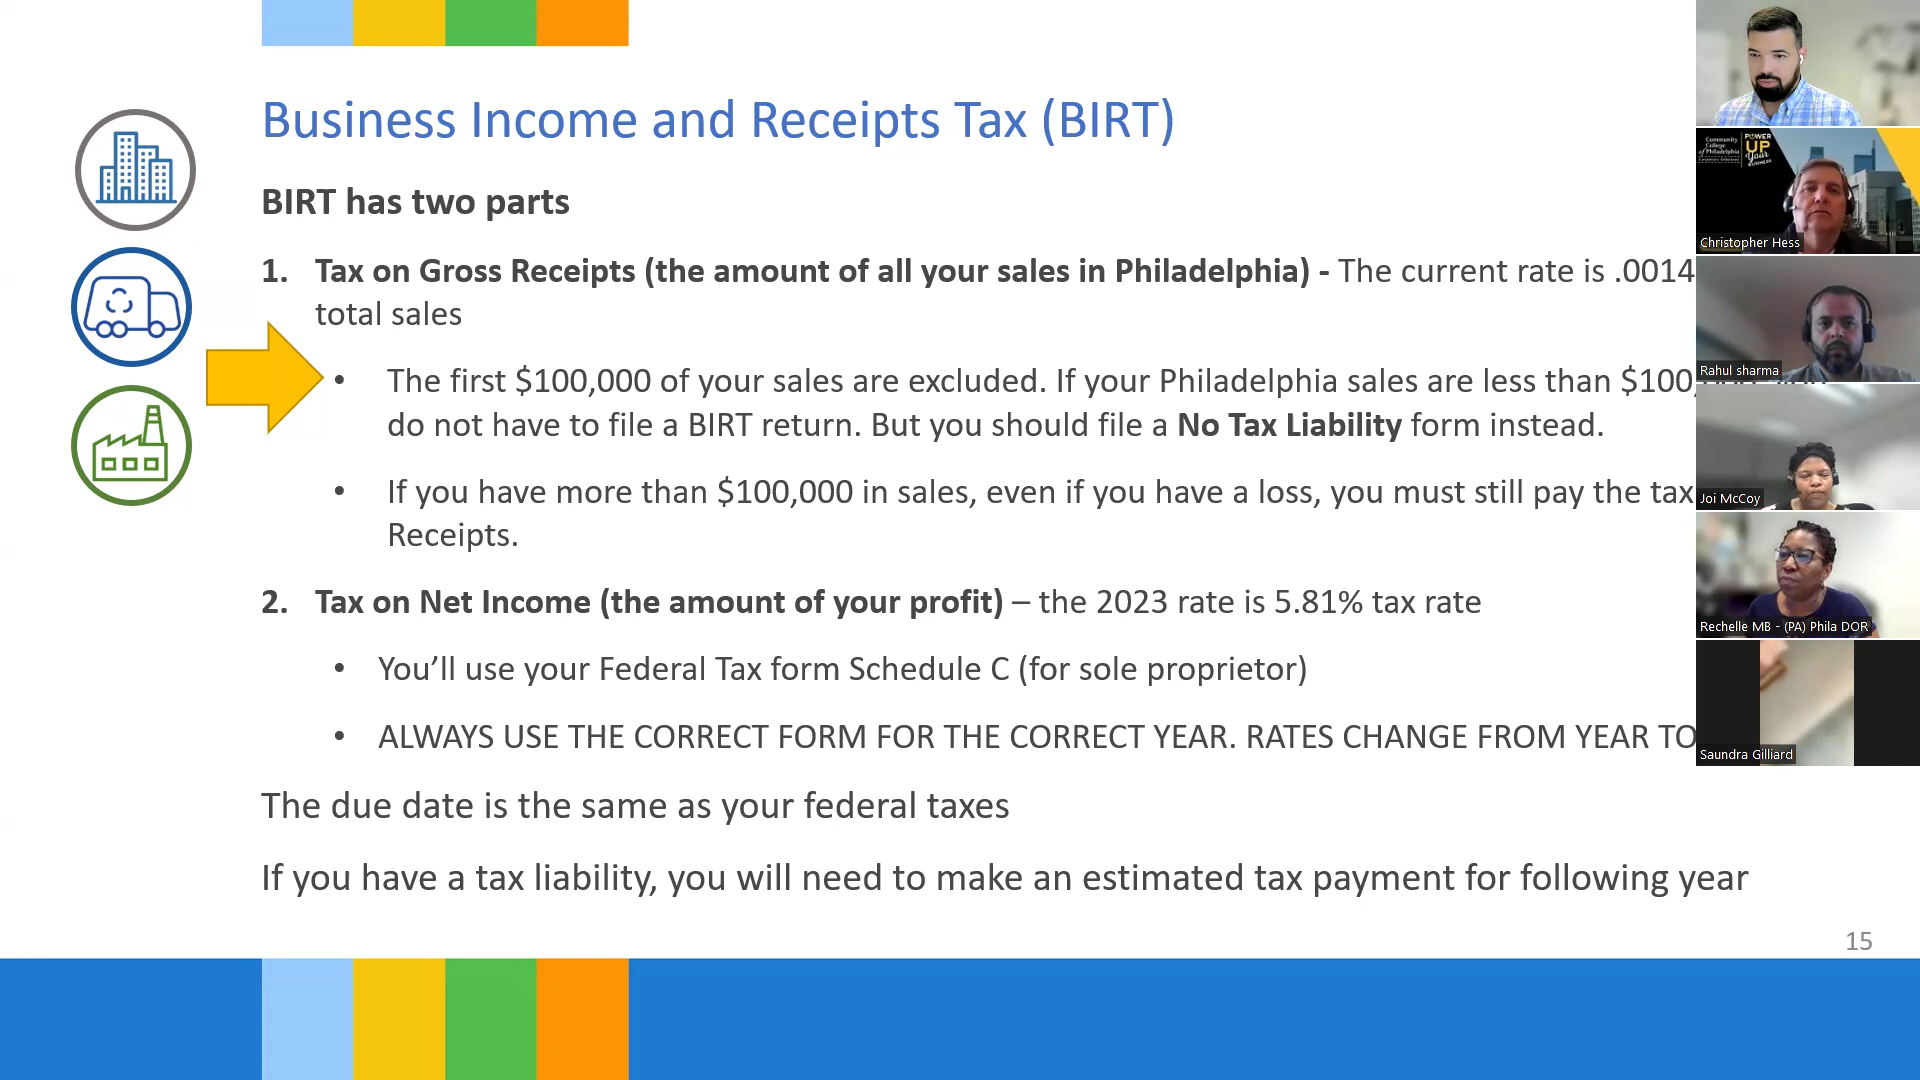 Business Income and Receipts Tax (BIRT)
BIRT has two parts
1. Tax on Gross Receipts (the amount of all your sales in Philadelphia) - The current rate is .0014
total sales
• The first $100,000 of your sales are excluded. If your Philadelphia sales are less than $100,
do not have to file a BIRT return. But you should file a No Tax Liability form instead.
• If you have more than $100,000 in sales, even if you have a loss, you must still pay the tax
Receipts.
2. Tax on Net Income (the amount of your profit) – the 2023 rate is 5.81% tax rate
• You’ll use your Federal Tax form Schedule C (for sole proprietor)
• ALWAYS USE THE CORRECT FORM FOR THE CORRECT YEAR. RATES CHANGE FROM YEAR TO
The due date is the same as your federal taxes
If you have a tax liability, you will need to make an estimated tax payment for following year
15
Community
College
of Philadelphia
POWER
UP
Your
BUSINESS
Christopher Hess
Rahul sharma
Joi McCoy
Rechelle MB - (PA) Phila DOR
Saundra Gilliard